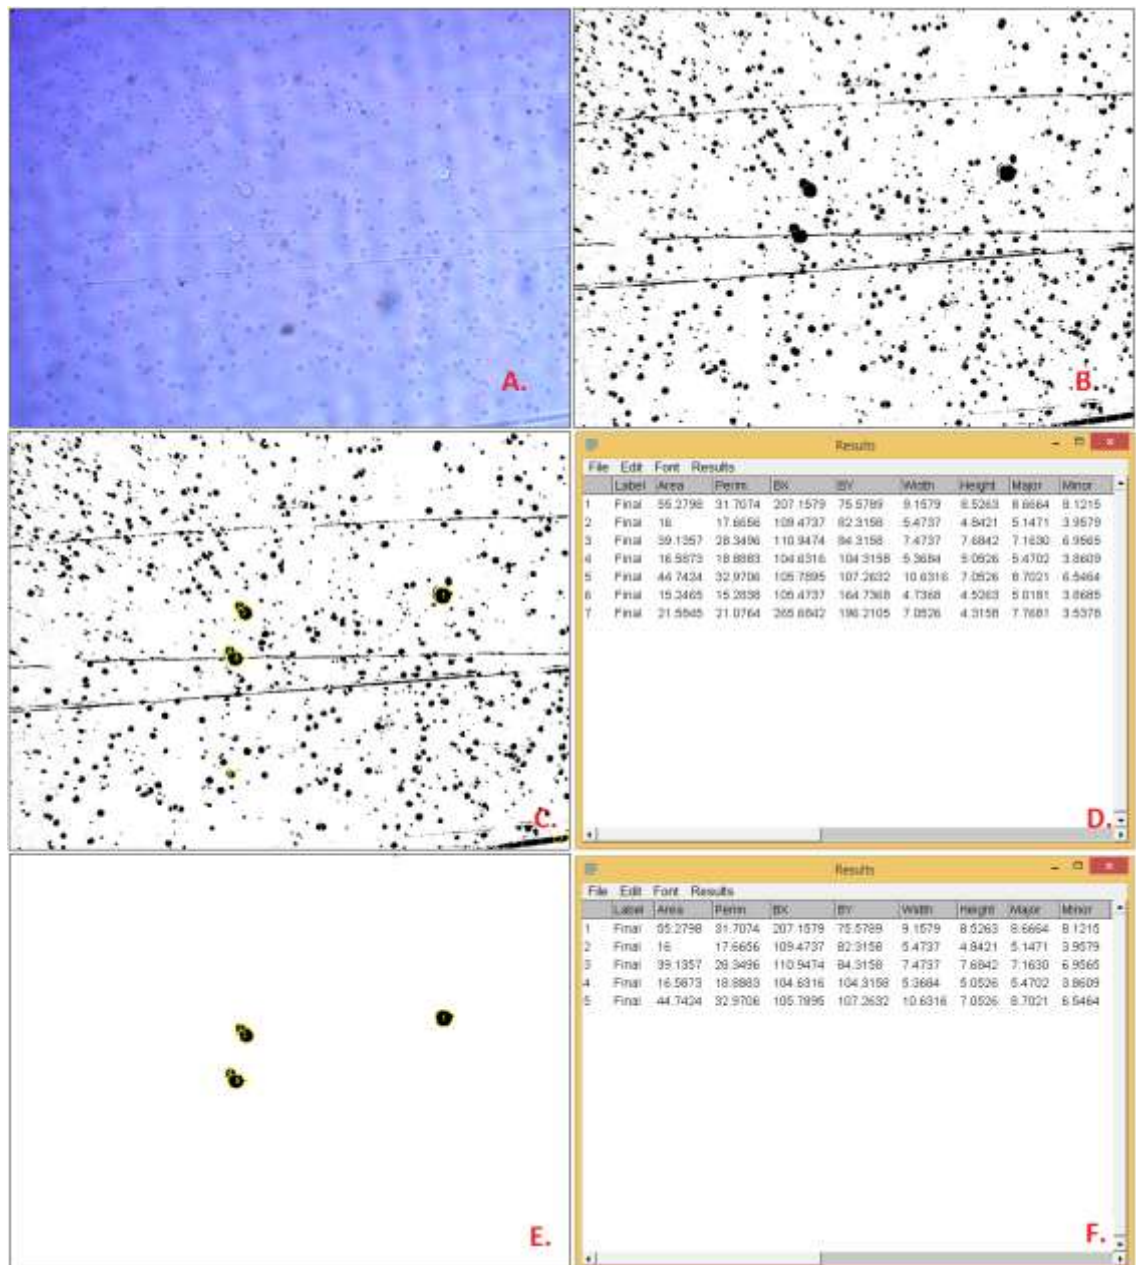 A.
B.
C.
Results
File Edit Font Results
Label Area Perim. BX BY Width Height Major Minor
1 Final 55.2798 31.7074 207.1579 75.5789 9.1579 8.5263 8.6664 8.1215
2 Final 16 17.6656 109.4737 82.3158 5.4737 4.8421 5.1471 3.9579
3 Final 39.1357 28.3496 110.9474 84.3158 7.4737 7.6842 7.1630 6.9565
4 Final 16.5873 18.8883 104.6316 104.3158 5.3684 5.0526 5.4702 3.8609
5 Final 44.7424 32.9706 105.7895 107.2632 10.6316 7.0526 8.7021 6.5464
6 Final 15.2465 15.2838 105.4737 164.7368 4.7368 4.5263 5.0181 3.8685
7 Final 21.5845 21.0764 265.6842 196.2105 7.0526 4.3158 7.7681 3.5378
D.
E.
Results
File Edit Font Results
Label Area Perim. BX BY Width Height Major Minor
1 Final 55.2798 31.7074 207.1579 75.5789 9.1579 8.5263 8.6664 8.1215
2 Final 16 17.6656 109.4737 82.3158 5.4737 4.8421 5.1471 3.9579
3 Final 39.1357 28.3496 110.9474 84.3158 7.4737 7.6842 7.1630 6.9565
4 Final 16.5873 18.8883 104.6316 104.3158 5.3684 5.0526 5.4702 3.8609
5 Final 44.7424 32.9706 105.7895 107.2632 10.6316 7.0526 8.7021 6.5464
F.